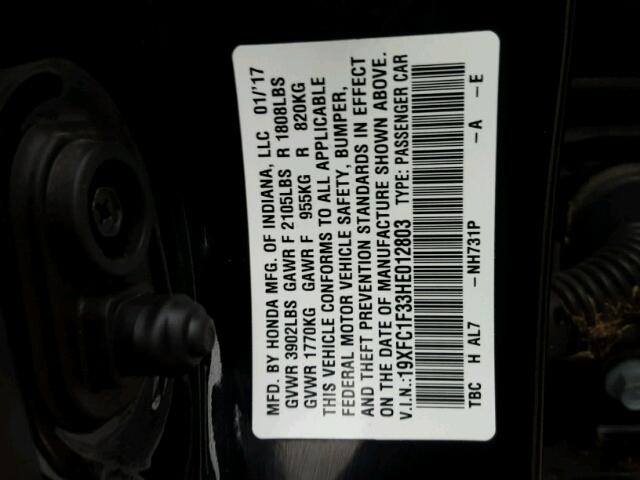 MFD. BY HONDA MFG. OF INDIANA, LLC 01/'17
GVWR 3902LBS GAWR F 2105LBS R 1808LBS
GVWR 1770KG GAWR F 955KG R 820KG
THIS VEHICLE CONFORMS TO ALL APPLICABLE
FEDERAL MOTOR VEHICLE SAFETY, BUMPER,
AND THEFT PREVENTION STANDARDS IN EFFECT
ON THE DATE OF MANUFACTURE SHOWN ABOVE.
V.I.N.:19XFC1F33HE012803 TYPE: PASSENGER CAR
TBC H AL7 -NH731P -A -E